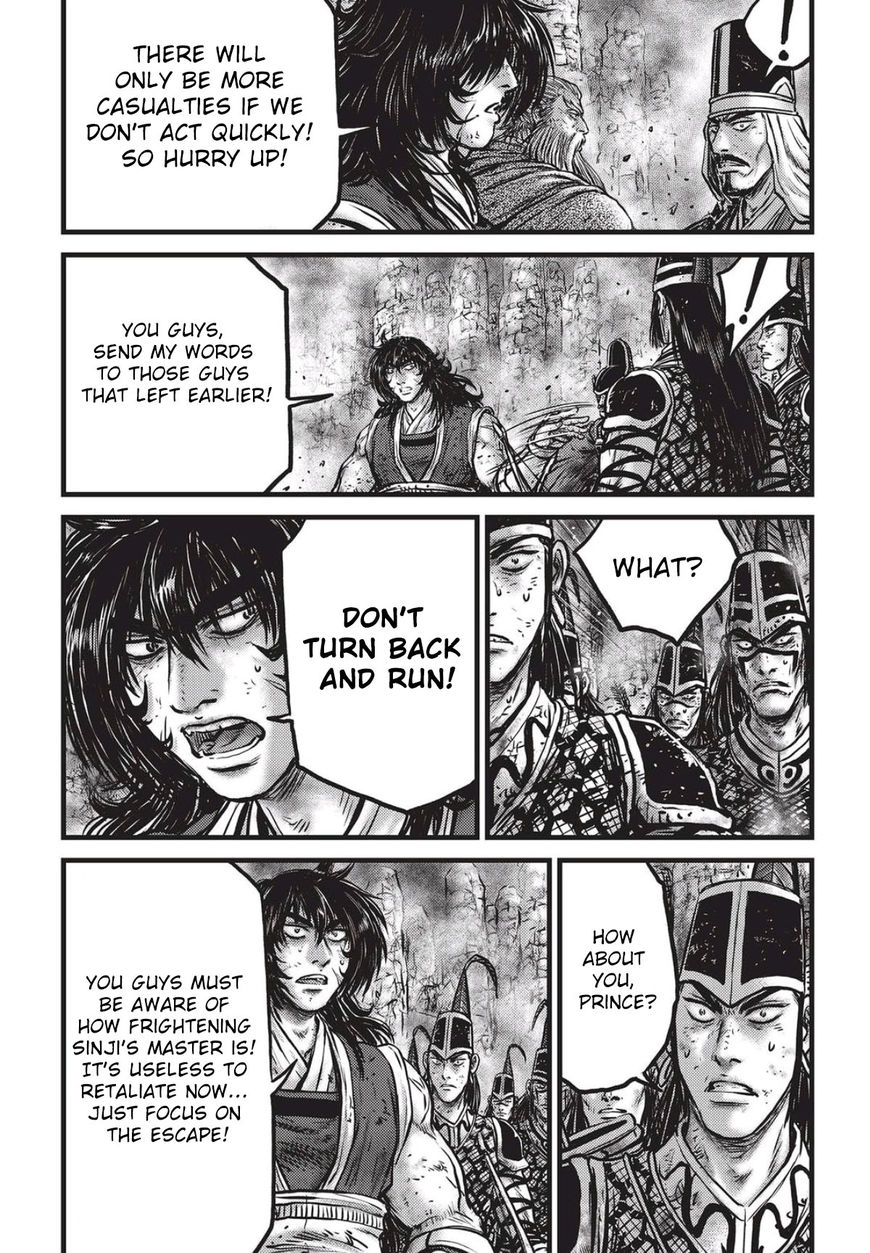 THERE WILL
ONLY BE MORE
CASUALTIES IF WE
DON'T ACT QUICKLY!
SO HURRY UP!
!
YOU GUYS,
SEND MY WORDS
TO THOSE GUYS
THAT LEFT EARLIER!
!
DON'T
TURN BACK
AND RUN!
WHAT?
YOU GUYS MUST
BE AWARE OF
HOW FRIGHTENING
SINJI'S MASTER IS!
IT'S USELESS TO
RETALIATE NOW...
JUST FOCUS ON
THE ESCAPE!
HOW
ABOUT
YOU,
PRINCE?